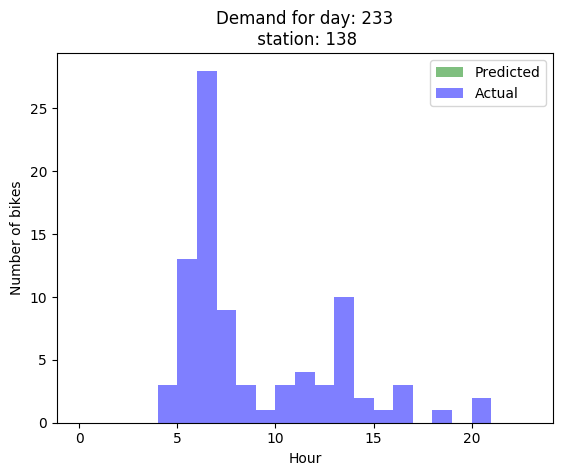 Demand for day: 233
station: 138
Predicted
Actual
Number of bikes
25
20
15
10
5
0
0 5 10 15 20
Hour